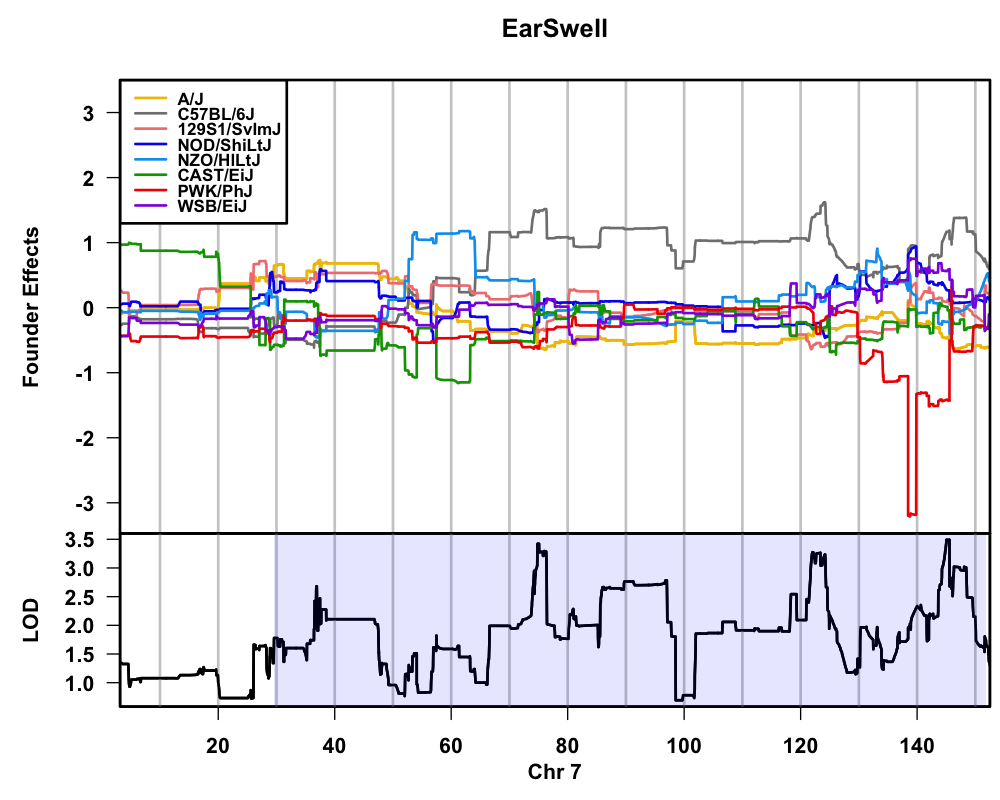 EarSwell
A/J
C57BL/6J
129S1/SvImJ
NOD/ShiLtJ
NZO/HlLtJ
CAST/EiJ
PWK/PhJ
WSB/EiJ
Founder Effects
3
2
1
0
-1
-2
-3
LOD
3.5
3.0
2.5
2.0
1.5
1.0
20 40 60 80 100 120 140
Chr 7